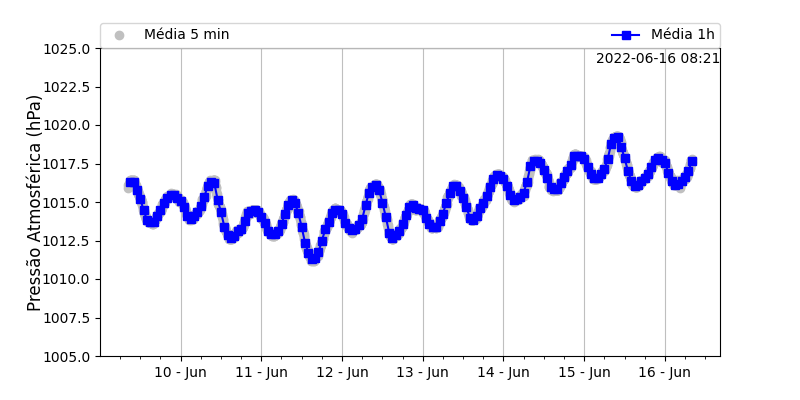 Média 5 min
Média 1h
2022-06-16 08:21
Pressão Atmosférica (hPa)
1025.0
1022.5
1020.0
1017.5
1015.0
1012.5
1010.0
1007.5
1005.0
10 - Jun
11 - Jun
12 - Jun
13 - Jun
14 - Jun
15 - Jun
16 - Jun